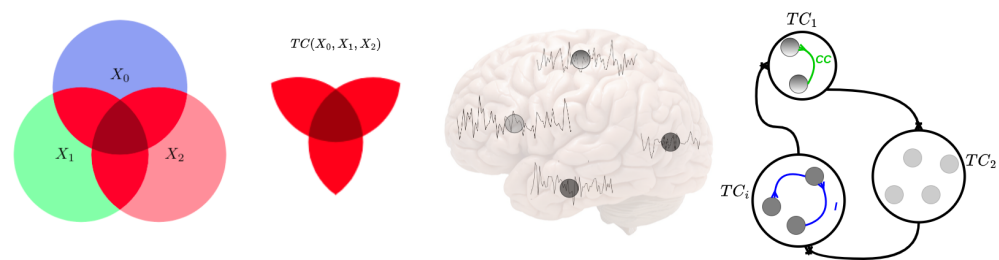 X₀
X₁
X₂
TC(X₀, X₁, X₂)
TC₁
CC
TC₂
TCᵢ
I